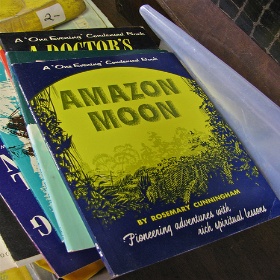 2-
A "One Evening" Condensed Book
A DOCTOR'S
A "One Evening" Condensed Book
AMAZON
MOON
BY ROSEMARY CUNNINGHAM
Pioneering adventures with
rich spiritual lessons